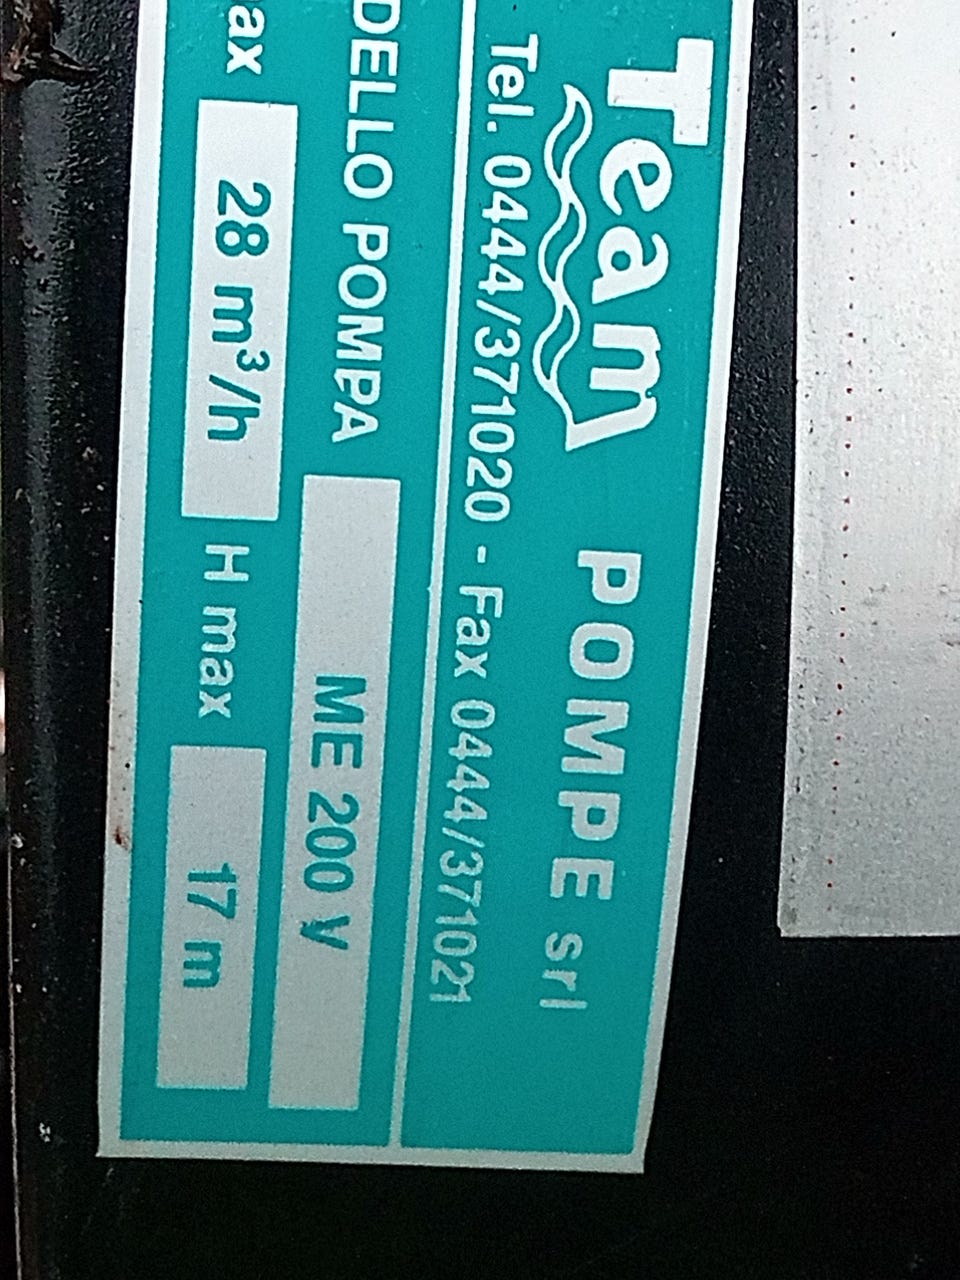 Team POMPE srl
Tel. 0444/371020 - Fax 0444/371021
DELLO POMPA ME 200 V
ax 28 m³/h H max 17 m